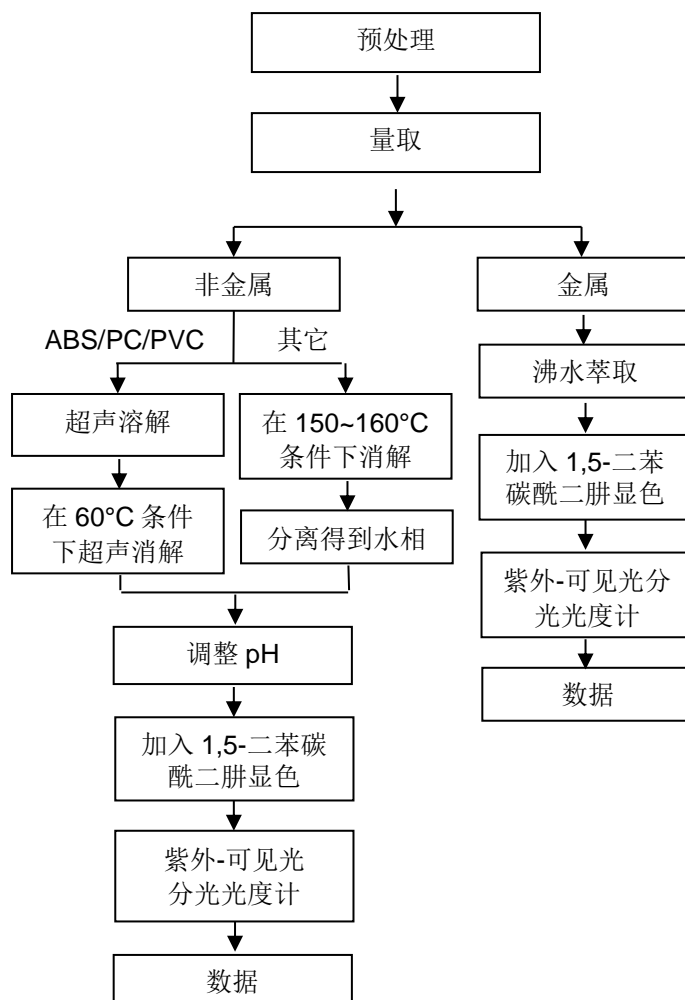 预处理
量取
非金属
金属
ABS/PC/PVC
其它
超声溶解
在 150~160°C
条件下消解
沸水萃取
在 60°C 条件
下超声消解
分离得到水相
加入 1,5-二苯
碳酰二肼显色
紫外-可见光分
光光度计
调整 pH
数据
加入 1,5-二苯碳
酰二肼显色
紫外-可见光
分光光度计
数据